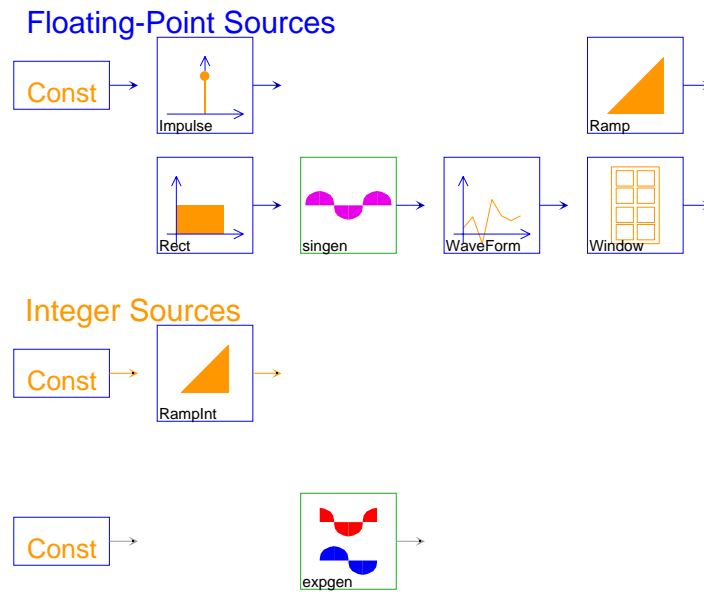 Floating-Point Sources
Const
Impulse
Ramp
Rect
singen
WaveForm
Window
Integer Sources
Const
RampInt
Const
expgen